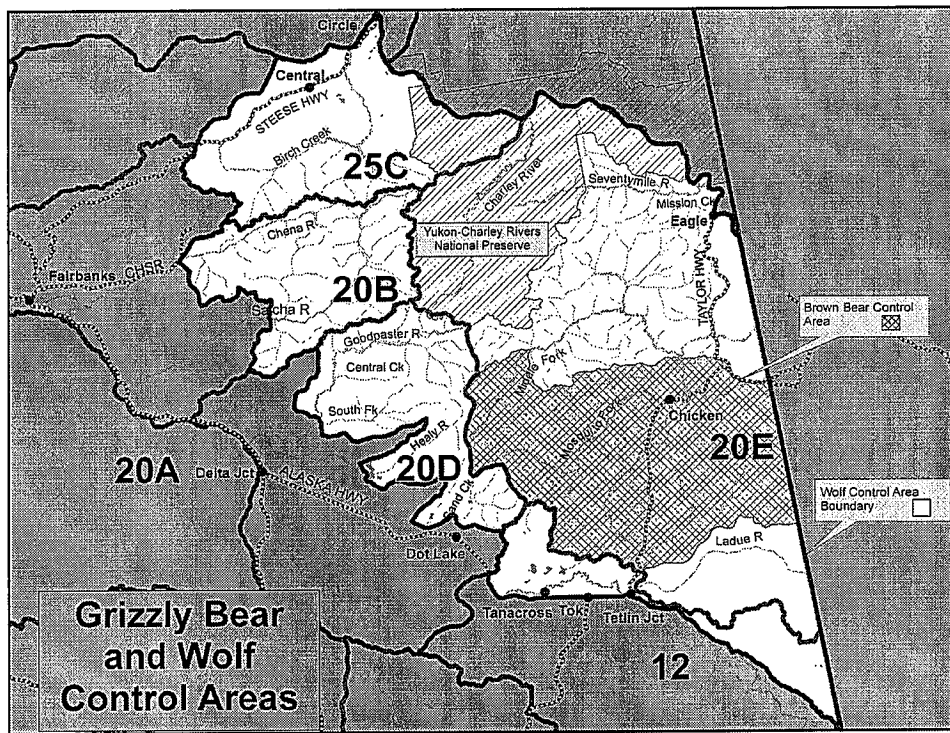 Circle
Central
STEESE HWY
Birch Creek
25C
Charley River
Seventymile R
Mission Ck
Eagle
Chena R
Yukon-Charley Rivers
National Preserve
TAYLOR HWY
Fairbanks
CHSR
20B
Salcha R
Brown Bear Control
Area
Goodpaster R
Central Ck
Fork
South Fk
Chicken
Healy R
20E
20A
Delta Jct
ALASKA HWY
20D
Wolf Control Area
Boundary
Ladue R
Dot Lake
Tanacross
Tok
Tetlin Jct
12
Grizzly Bear
and Wolf
Control Areas